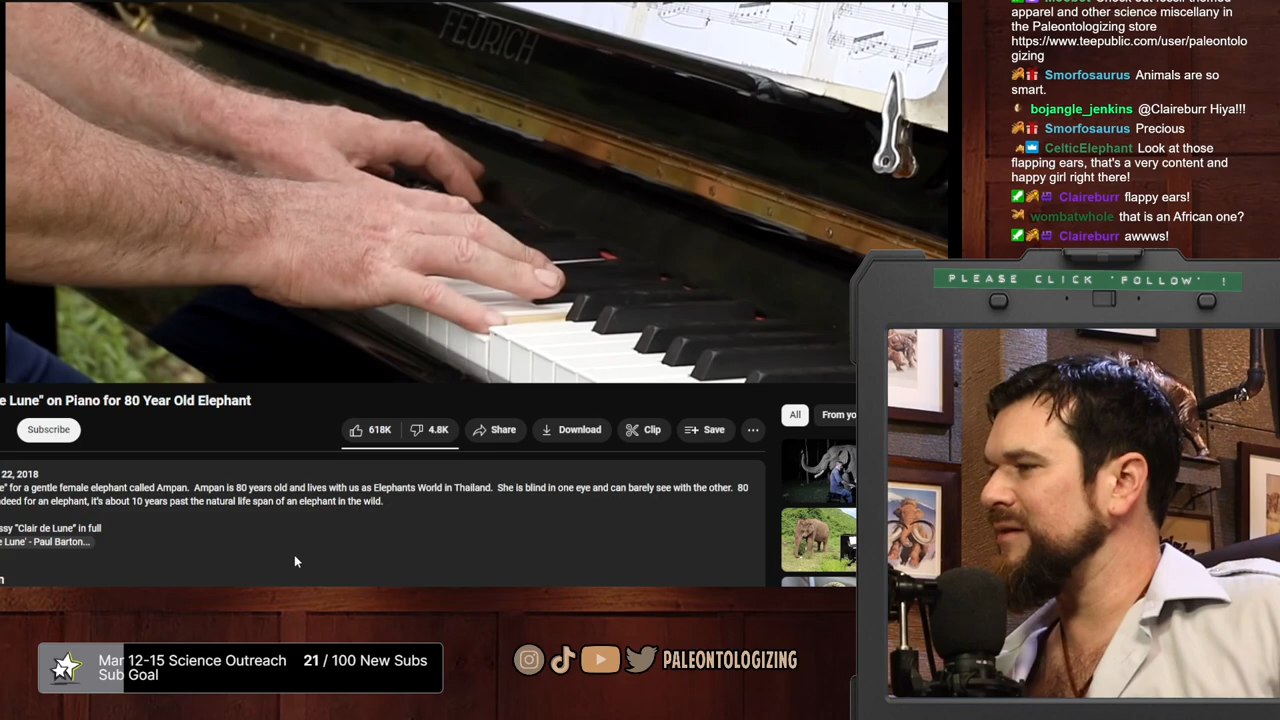 FEURICH
apparel and other science miscellany in
the Paleontologizing store
https://www.teepublic.com/user/paleontolo
gizing
Smorfosaurus Animals are so
smart.
bojangle_jenkins @Claireburr Hiya!!!
Smorfosaurus Precious
CelticElephant Look at those
flapping ears, that's a very content and
happy girl right there!
Claireburr flappy ears!
wombatwhole that is an African one?
Claireburr awwws!
PLEASE CLICK 'FOLLOW' !
e Lune" on Piano for 80 Year Old Elephant
Subscribe
618K
4.8K
Share
Download
Clip
Save
All
From yo
22, 2018
e" for a gentle female elephant called Ampan. Ampan is 80 years old and lives with us as Elephants World in Thailand. She is blind in one eye and can barely see with the other. 80
ndeed for an elephant, it's about 10 years past the natural life span of an elephant in the wild.
ssy "Clair de Lune" in full
e Lune' - Paul Barton...
n
Mar 12-15 Science Outreach
Sub Goal
21 / 100 New Subs
PALEONTOLOGIZING